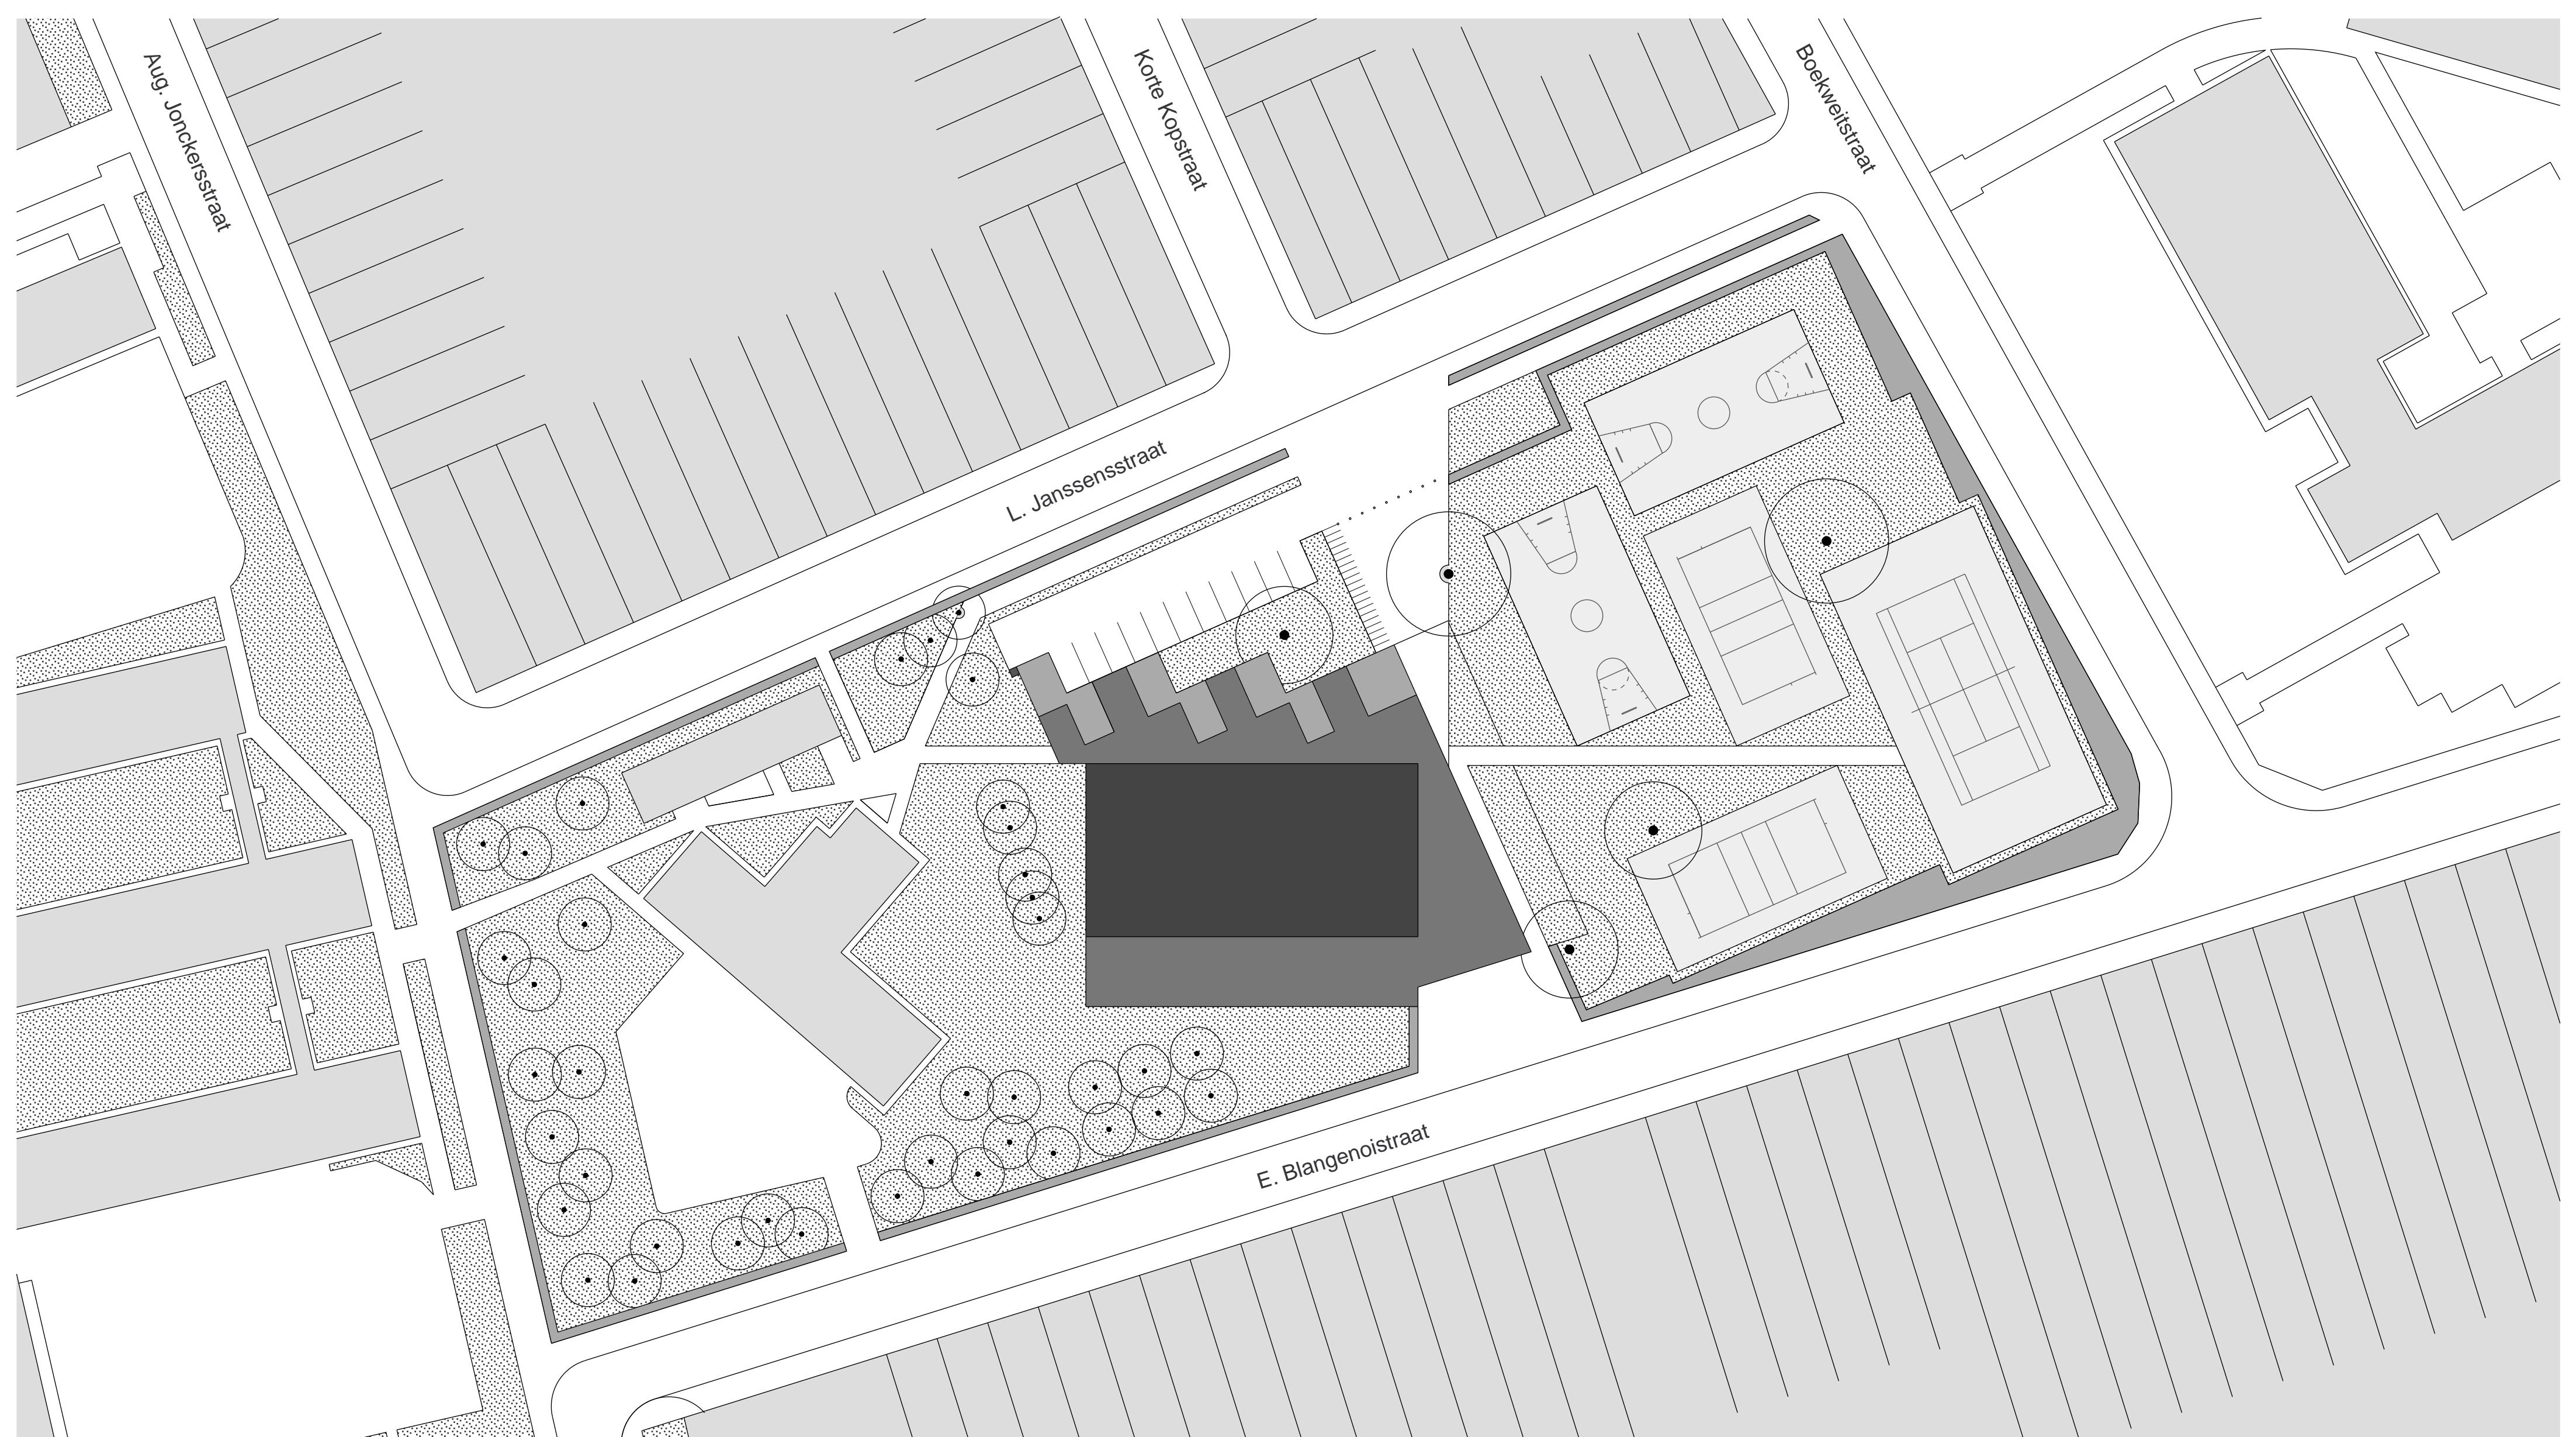 Aug. Jonckersstraat
Korte Kopstraat
Boekweitstraat
L. Janssensstraat
E. Blangenoistraat